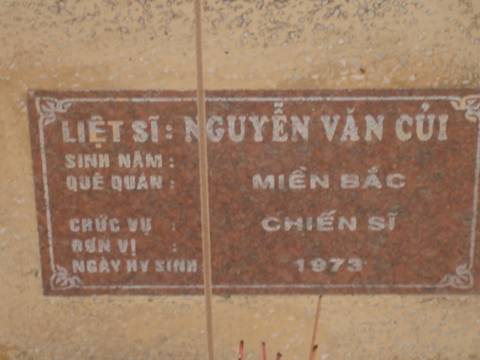 LIỆT SĨ: NGUYỄN VĂN CỦI
SINH NĂM :
QUÊ QUÁN : MIỀN BẮC
CHỨC VỤ : CHIẾN SĨ
ĐƠN VỊ :
NGÀY HY SINH 1973